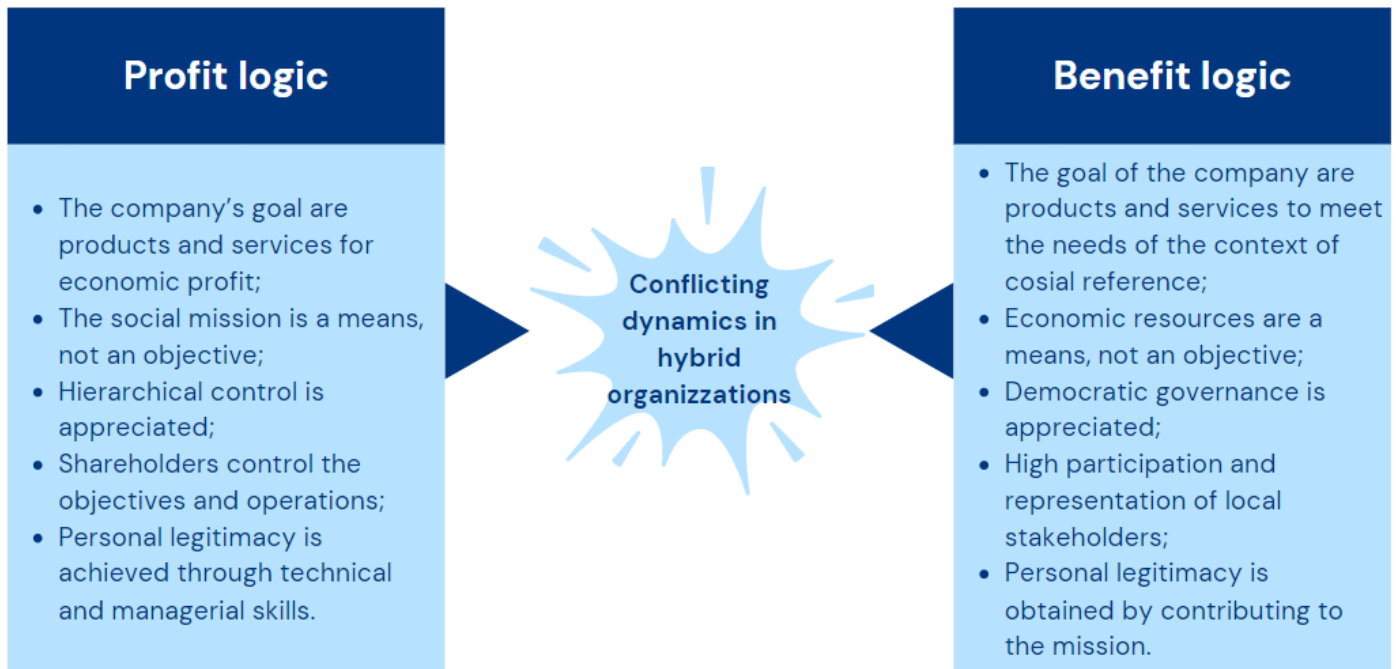 Profit logic
• The company’s goal are
products and services for
economic profit;
• The social mission is a means,
not an objective;
• Hierarchical control is
appreciated;
• Shareholders control the
objectives and operations;
• Personal legitimacy is
achieved through technical
and managerial skills.
Conflicting
dynamics in
hybrid
organizzations
Benefit logic
• The goal of the company are
products and services to meet
the needs of the context of
cosial reference;
• Economic resources are a
means, not an objective;
• Democratic governance is
appreciated;
• High participation and
representation of local
stakeholders;
• Personal legitimacy is
obtained by contributing to
the mission.